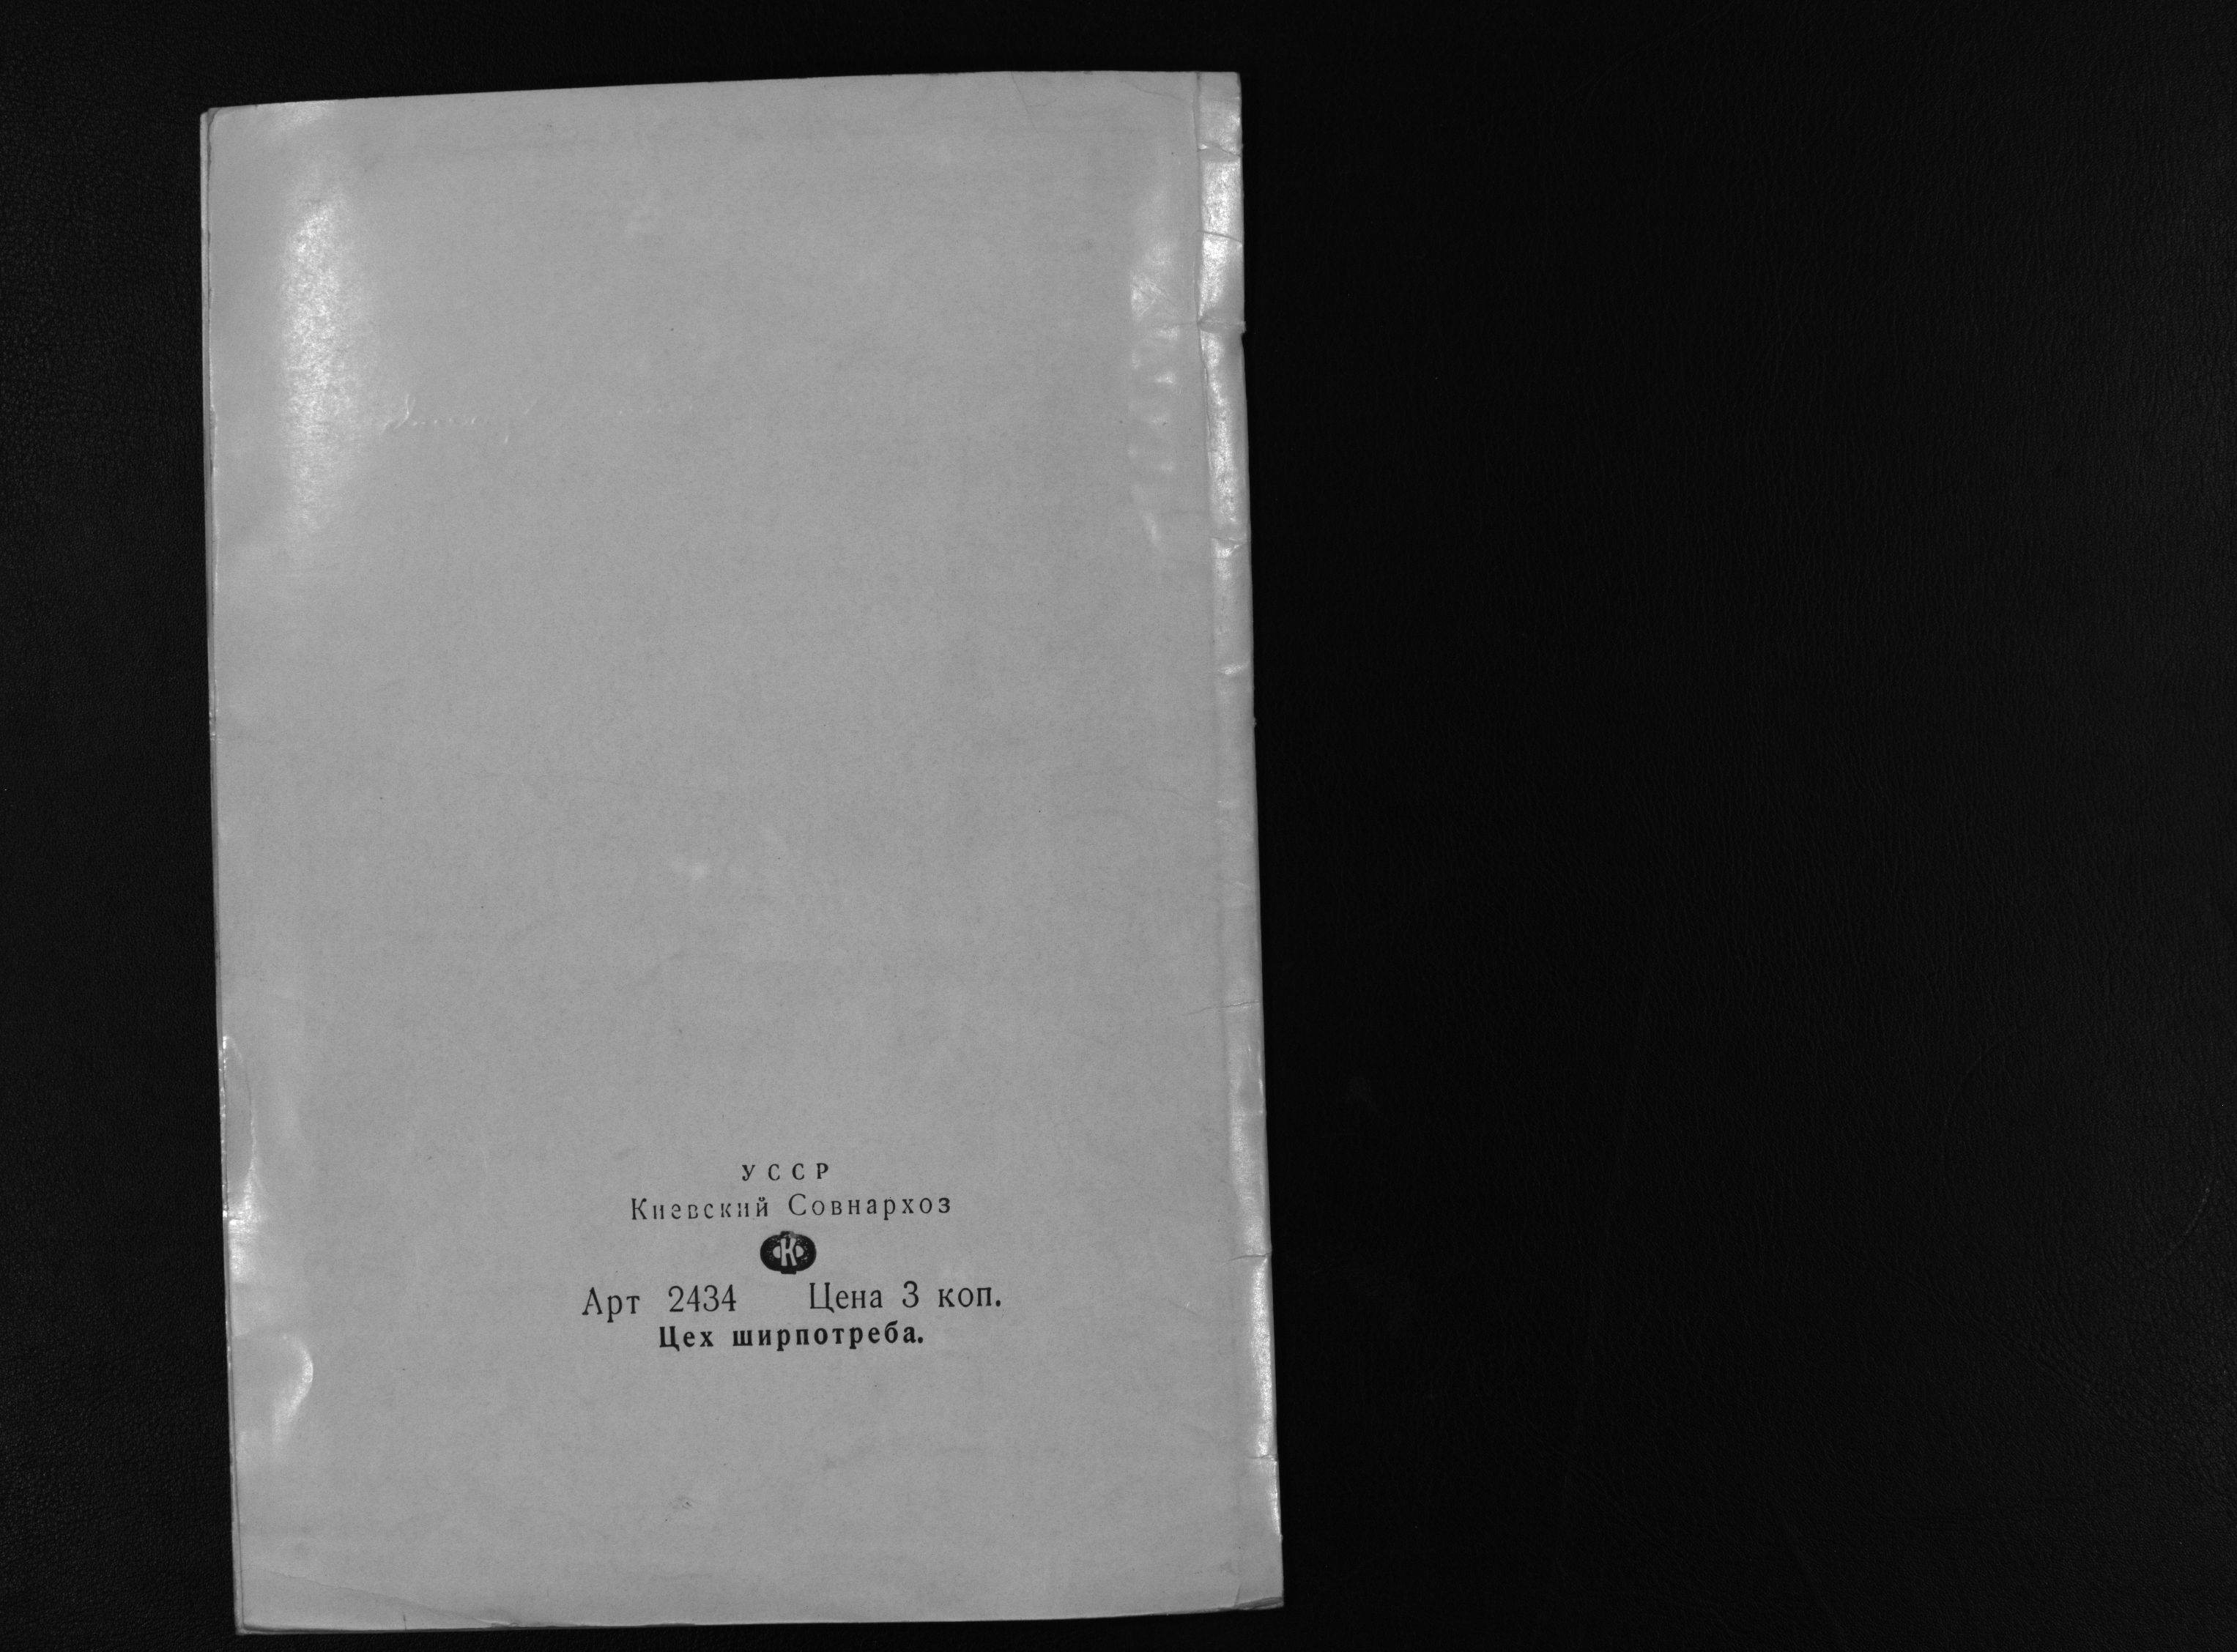 УССР
Киевский Совнархоз
К
Арт 2434 Цена 3 коп.
Цех ширпотреба.